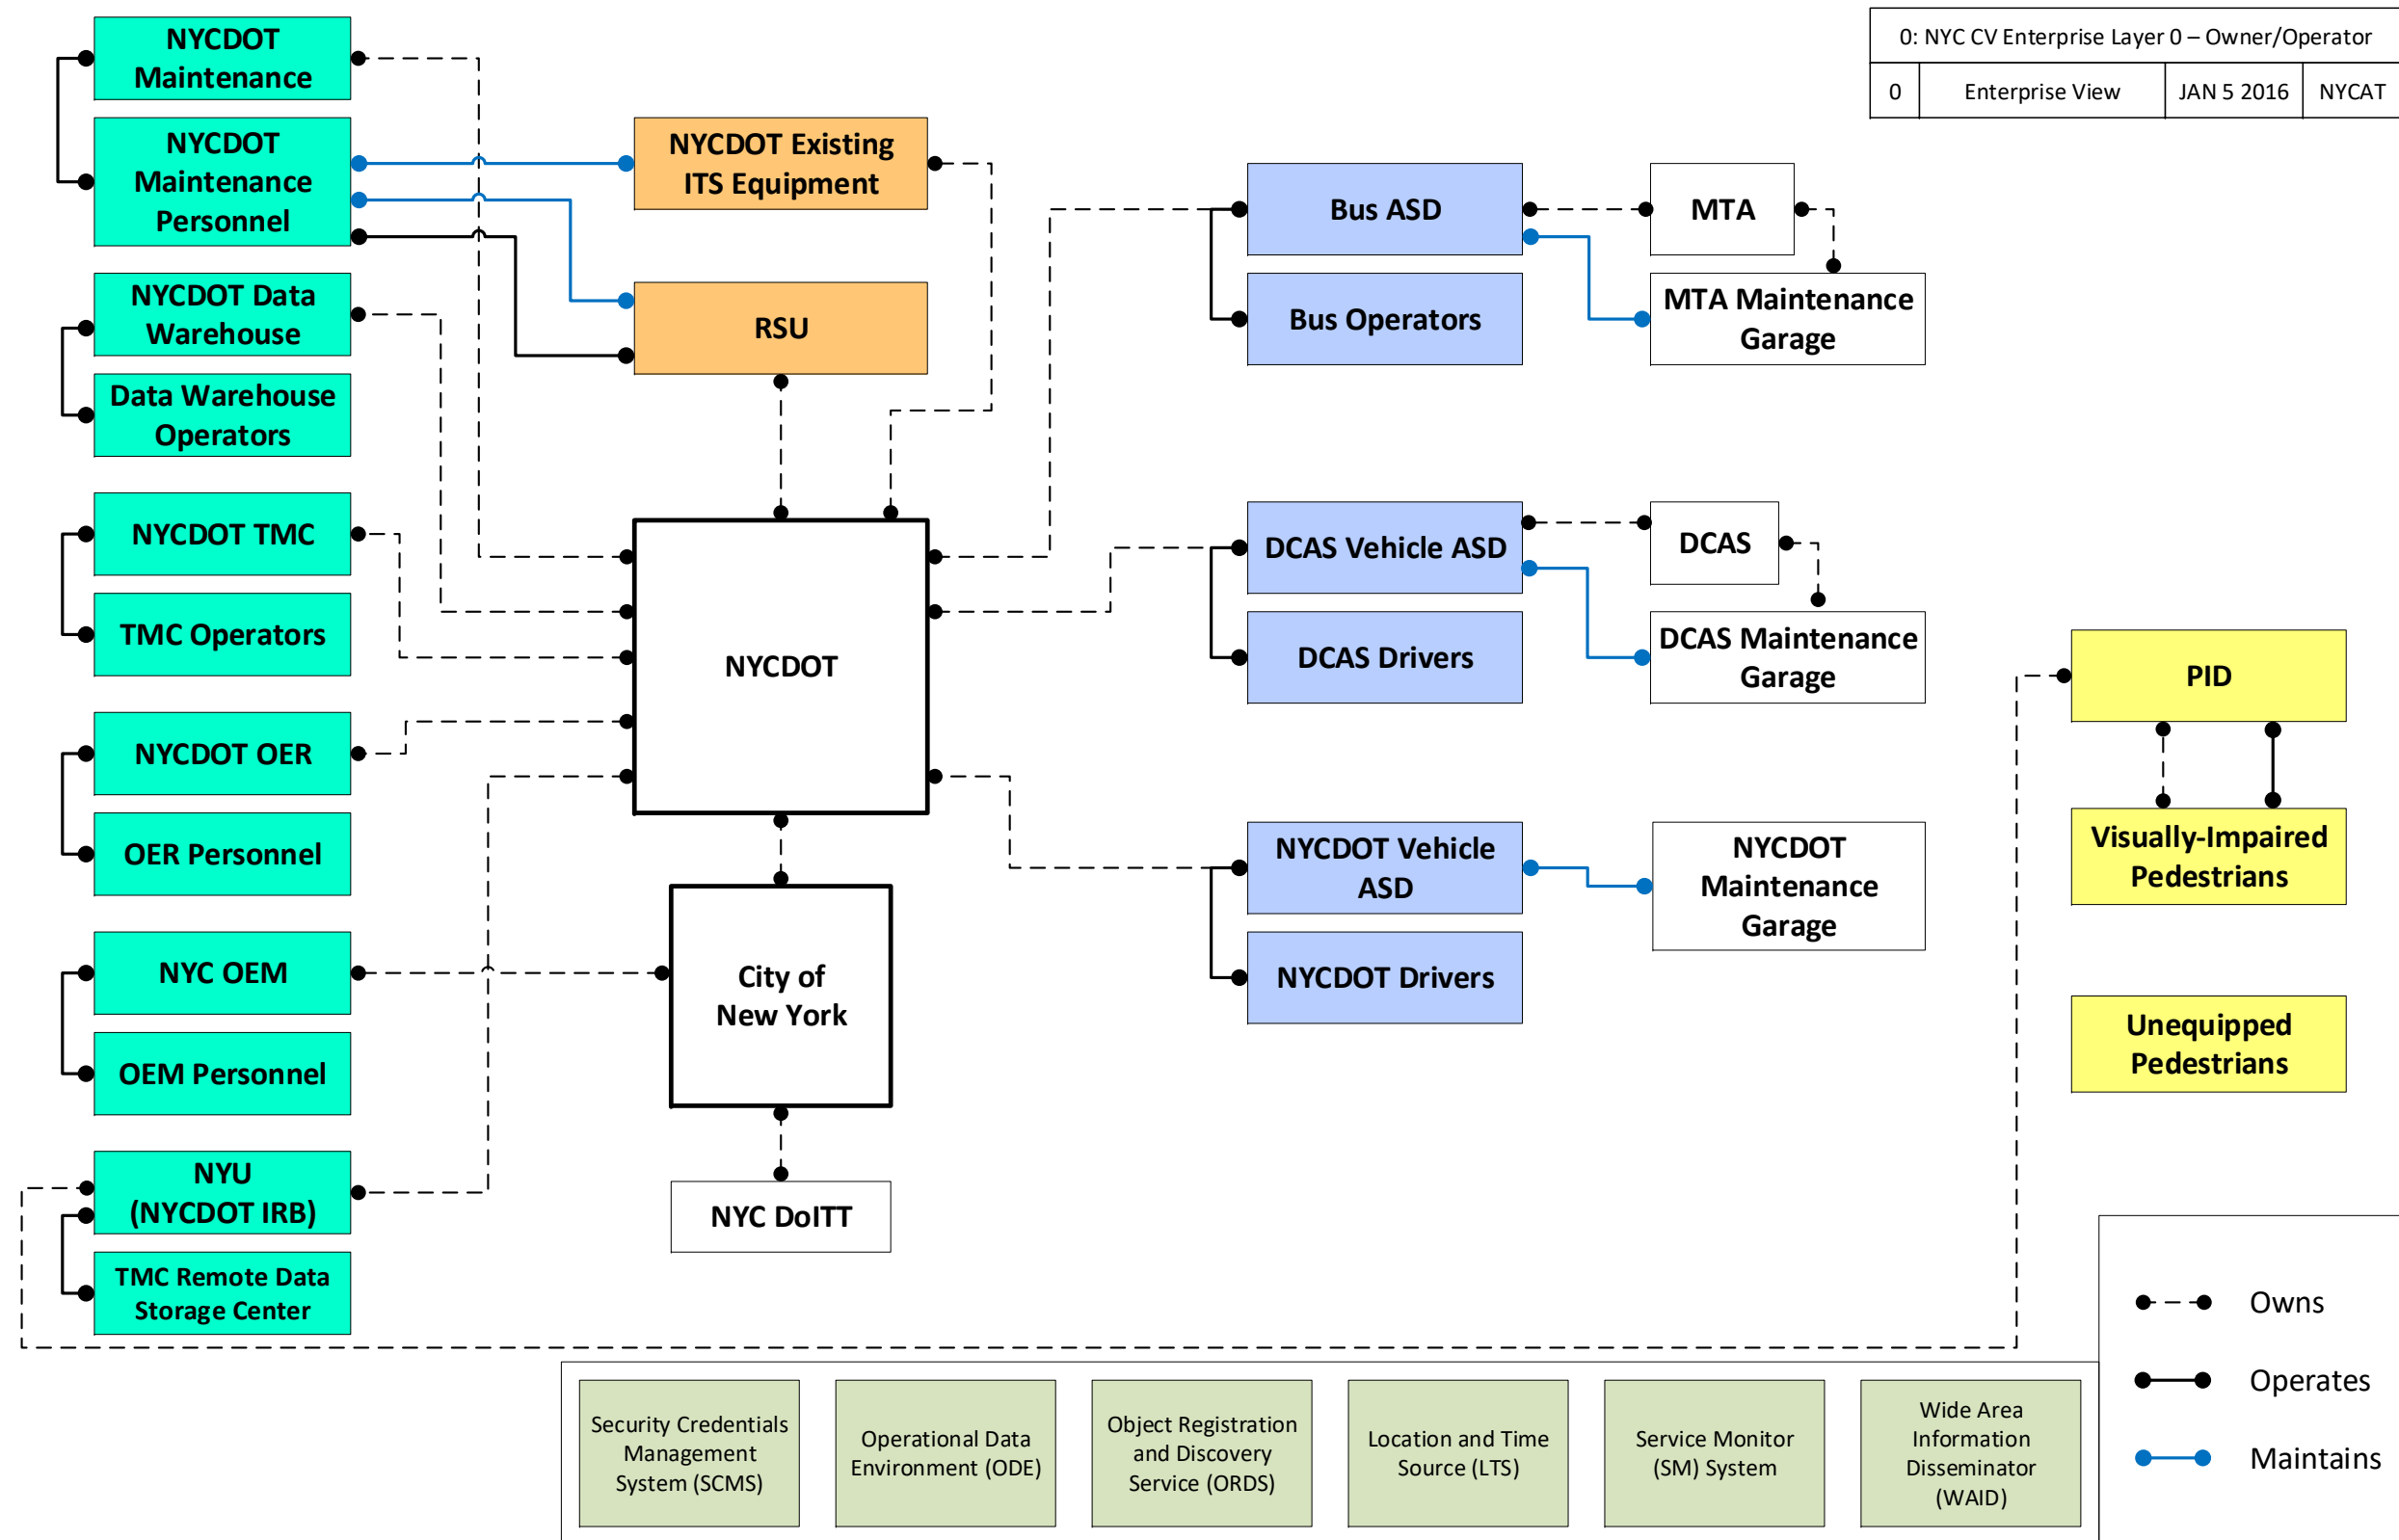 0: NYC CV Enterprise Layer 0 – Owner/Operator
0 Enterprise View JAN 5 2016 NYCAT
NYCDOT
Maintenance
NYCDOT
Maintenance
Personnel
NYCDOT Data
Warehouse
Data Warehouse
Operators
NYCDOT TMC
TMC Operators
NYCDOT OER
OER Personnel
NYC OEM
OEM Personnel
NYU
(NYCDOT IRB)
TMC Remote Data
Storage Center
NYCDOT Existing
ITS Equipment
RSU
NYCDOT
City of
New York
NYC DoITT
Bus ASD
Bus Operators
MTA
MTA Maintenance
Garage
DCAS Vehicle ASD
DCAS Drivers
DCAS
DCAS Maintenance
Garage
NYCDOT Vehicle
ASD
NYCDOT Drivers
NYCDOT
Maintenance
Garage
PID
Visually-Impaired
Pedestrians
Unequipped
Pedestrians
Owns
Operates
Maintains
Security Credentials
Management
System (SCMS)
Operational Data
Environment (ODE)
Object Registration
and Discovery
Service (ORDS)
Location and Time
Source (LTS)
Service Monitor
(SM) System
Wide Area
Information
Disseminator
(WAID)